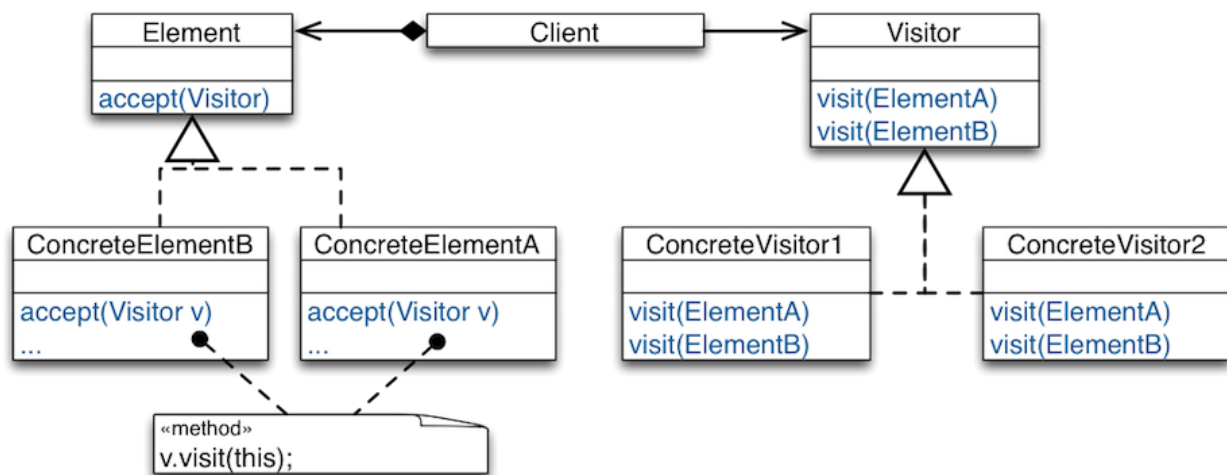 Element
accept(Visitor)
Client
Visitor
visit(ElementA)
visit(ElementB)
ConcreteElementB
accept(Visitor v)
...
ConcreteElementA
accept(Visitor v)
...
ConcreteVisitor1
visit(ElementA)
visit(ElementB)
ConcreteVisitor2
visit(ElementA)
visit(ElementB)
«method»
v.visit(this);